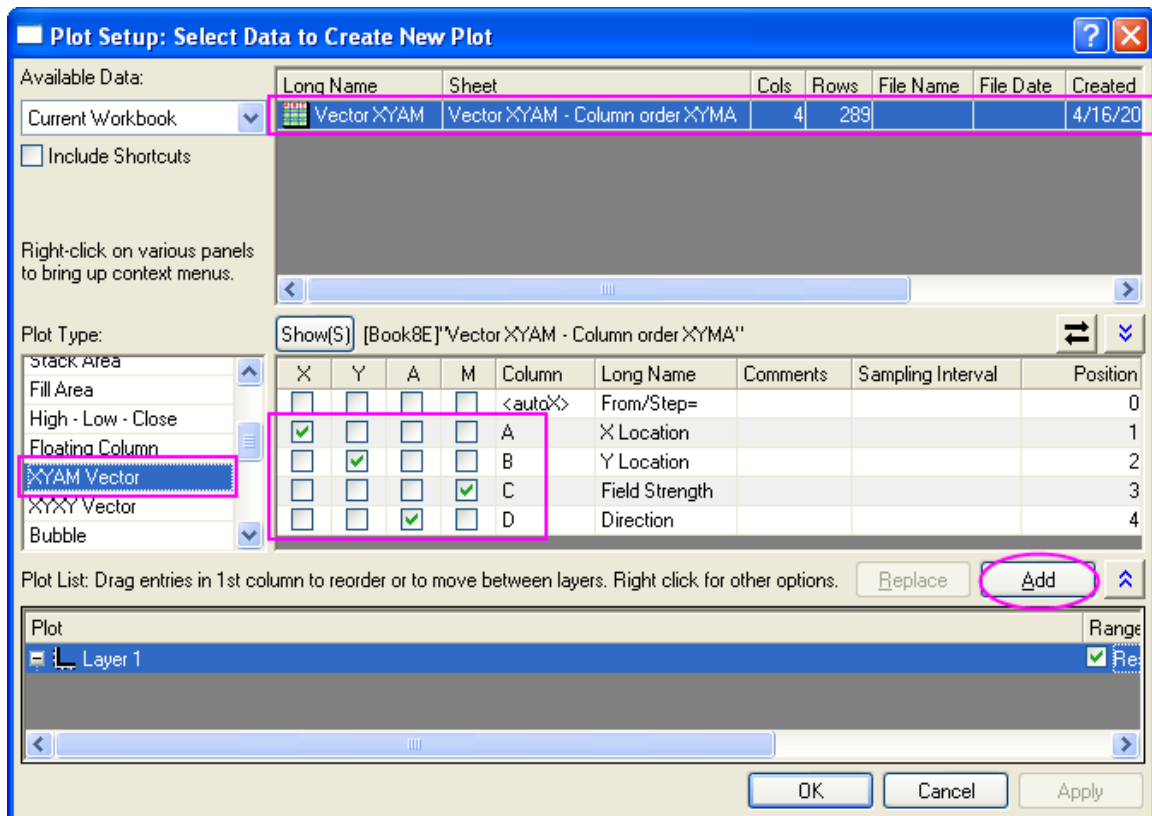 Plot Setup: Select Data to Create New Plot
Available Data:
Current Workbook
Include Shortcuts
Right-click on various panels
to bring up context menus.
Long Name Sheet Cols Rows File Name File Date Created
Vector XYAM Vector XYAM - Column order XYMA 4 289 4/16/20
Plot Type:
Stack Area
Fill Area
High - Low - Close
Floating Column
XYAM Vector
XYXY Vector
Bubble
Show(S) [Book8E]"Vector XYAM - Column order XYMA"
X Y A M Column Long Name Comments Sampling Interval Position
<autoX> From/Step= 0
A X Location 1
B Y Location 2
C Field Strength 3
D Direction 4
Plot List: Drag entries in 1st column to reorder or to move between layers. Right click for other options. Replace Add
Plot Range
Layer 1 Re
OK Cancel Apply